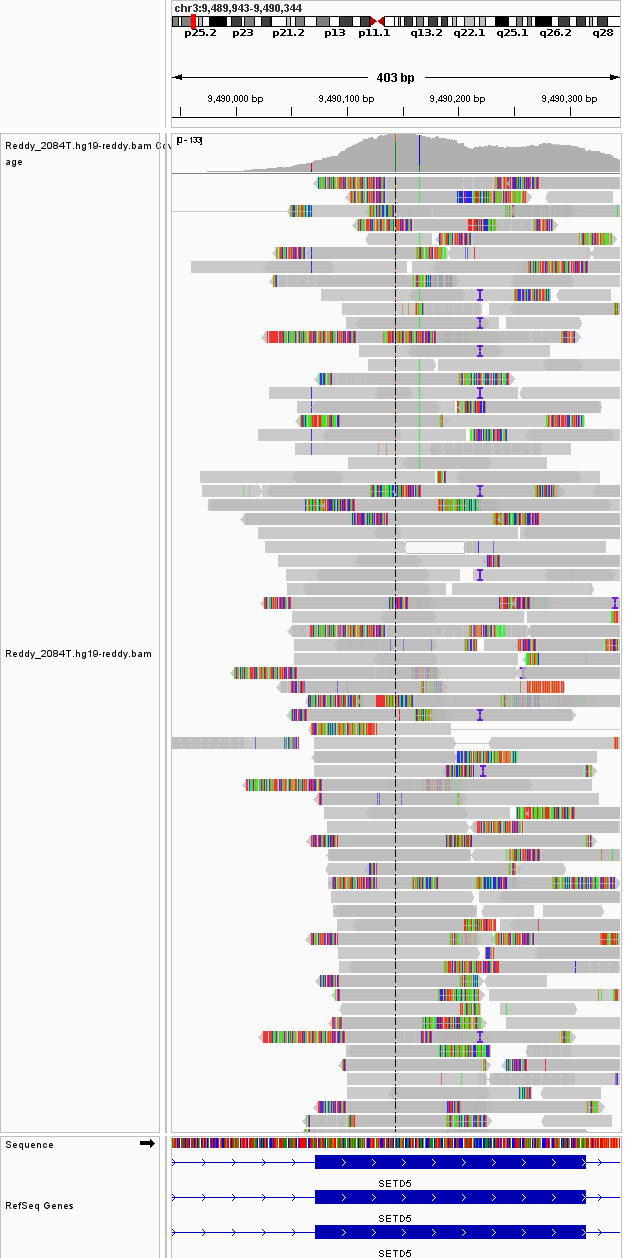 chr3:9,489,943-9,490,344
p25.2 p23 p21.2 p13 p11.1 q13.2 q22.1 q25.1 q26.2 q28
403 bp
9,490,000 bp 9,490,100 bp 9,490,200 bp 9,490,300 bp
Reddy_2084T.hg19-reddy.bam Cov
age
[0 - 133]
Reddy_2084T.hg19-reddy.bam
Sequence
SETD5
RefSeq Genes
SETD5
SETD5